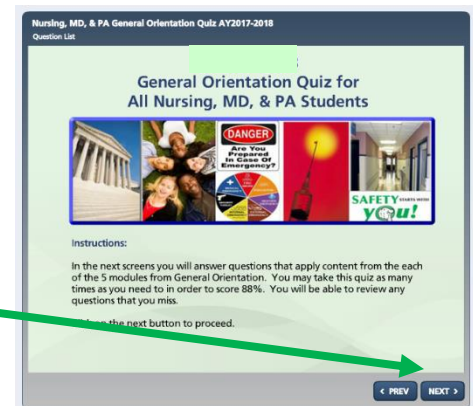 Nursing, MD, & PA General Orientation Quiz AY2017-2018
Question List
General Orientation Quiz for
All Nursing, MD, & PA Students
DANGER
Are You
Prepared
In Case Of
Emergency?
SAFETY STARTS WITH
you!
Instructions:
In the next screens you will answer questions that apply content from the each
of the 5 modules from General Orientation. You may take this quiz as many
times as you need to in order to score 88%. You will be able to review any
questions that you miss.
the next button to proceed.
< PREV NEXT >